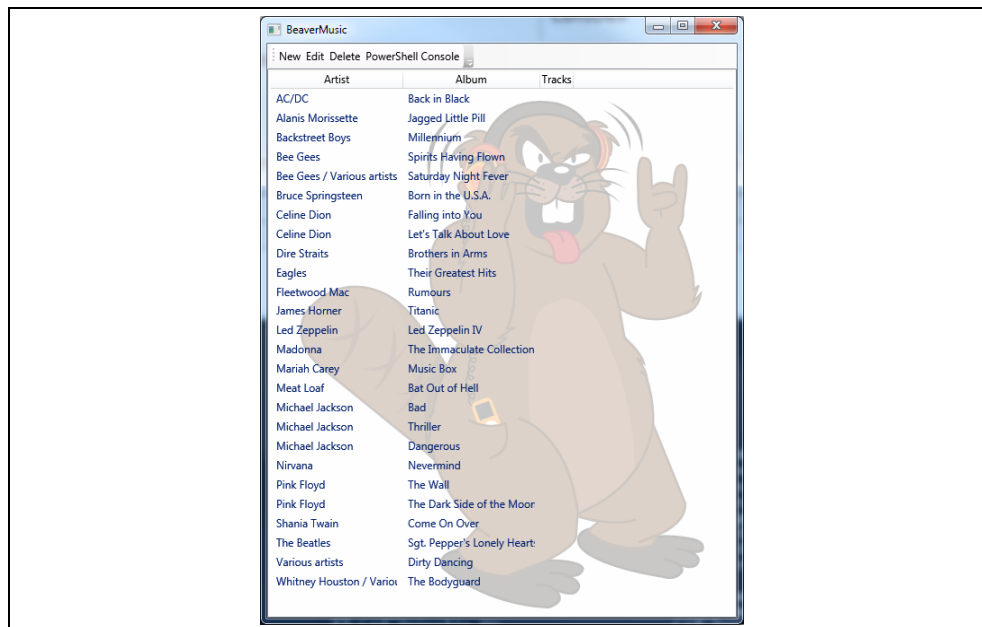 BeaverMusic
New Edit Delete PowerShell Console
Artist Album Tracks
AC/DC Back in Black
Alanis Morissette Jagged Little Pill
Backstreet Boys Millennium
Bee Gees Spirits Having Flown
Bee Gees / Various artists Saturday Night Fever
Bruce Springsteen Born in the U.S.A.
Celine Dion Falling into You
Celine Dion Let's Talk About Love
Dire Straits Brothers in Arms
Eagles Their Greatest Hits
Fleetwood Mac Rumours
James Horner Titanic
Led Zeppelin Led Zeppelin IV
Madonna The Immaculate Collection
Mariah Carey Music Box
Meat Loaf Bat Out of Hell
Michael Jackson Bad
Michael Jackson Thriller
Michael Jackson Dangerous
Nirvana Nevermind
Pink Floyd The Wall
Pink Floyd The Dark Side of the Moon
Shania Twain Come On Over
The Beatles Sgt. Pepper's Lonely Hearts
Various artists Dirty Dancing
Whitney Houston / Variou The Bodyguard